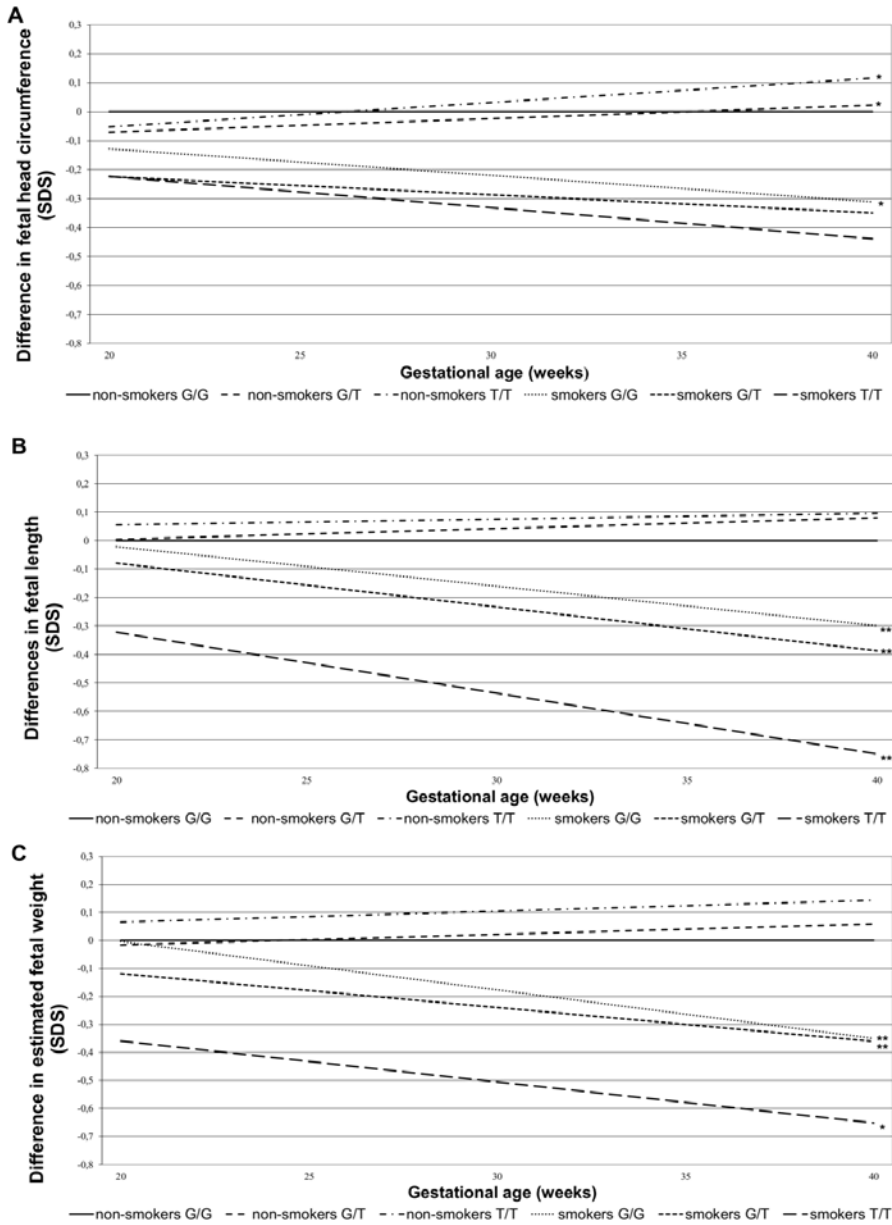 A
Difference in fetal head circumference
(SDS)
0,3
0,2
0,1
0
-0,1
-0,2
-0,3
-0,4
-0,5
-0,6
-0,7
-0,8
*
*
*
20
25
30
35
40
Gestational age (weeks)
non-smokers G/G
non-smokers G/T
non-smokers T/T
smokers G/G
smokers G/T
smokers T/T
B
Differences in fetal length
(SDS)
0,3
0,2
0,1
0
-0,1
-0,2
-0,3
-0,4
-0,5
-0,6
-0,7
-0,8
**
**
**
20
25
30
35
40
Gestational age (weeks)
non-smokers G/G
non-smokers G/T
non-smokers T/T
smokers G/G
smokers G/T
smokers T/T
C
Difference in estimated fetal weight
(SDS)
0,3
0,2
0,1
0
-0,1
-0,2
-0,3
-0,4
-0,5
-0,6
-0,7
-0,8
**
**
*
20
25
30
35
40
Gestational age (weeks)
non-smokers G/G
non-smokers G/T
non-smokers T/T
smokers G/G
smokers G/T
smokers T/T